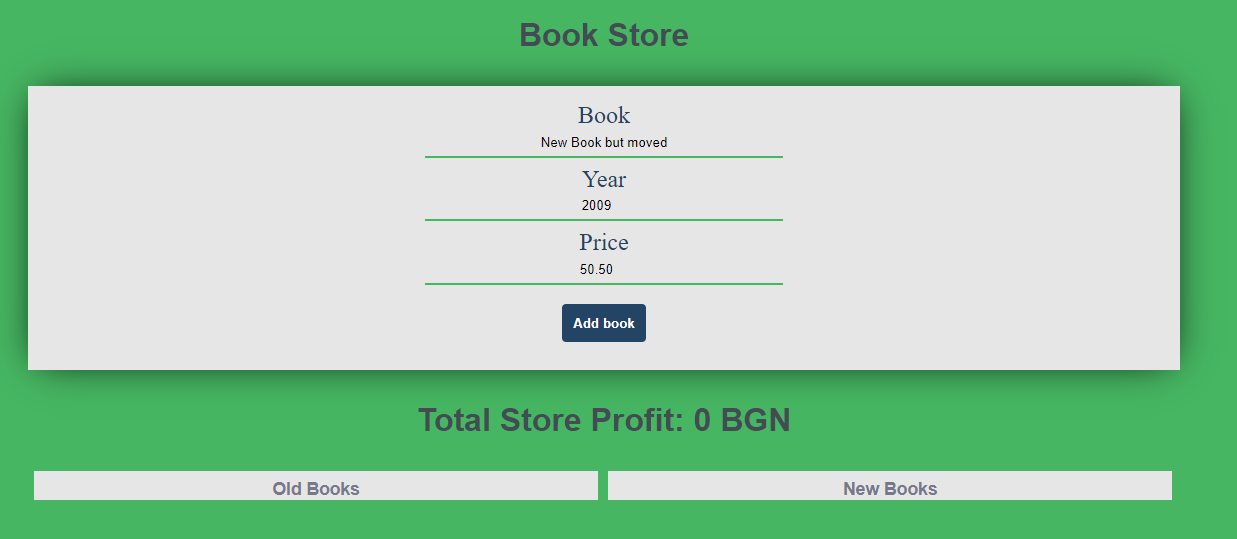 Book Store
Book
New Book but moved
Year
2009
Price
50.50
Add book
Total Store Profit: 0 BGN
Old Books
New Books